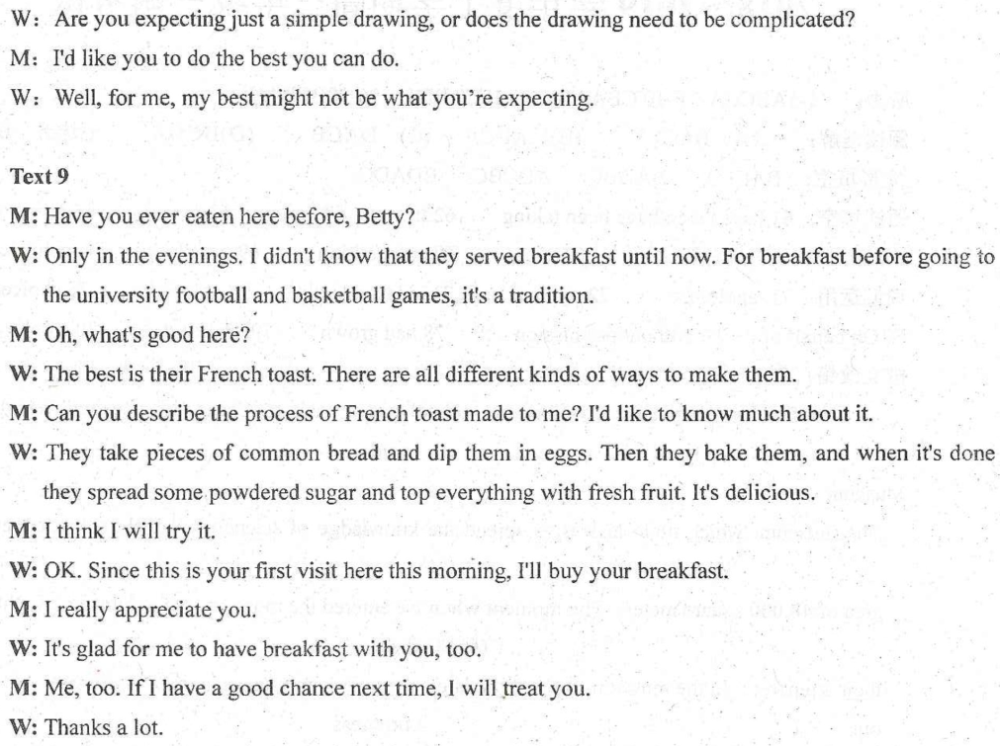 W: Are you expecting just a simple drawing, or does the drawing need to be complicated?
M: I'd like you to do the best you can do.
W: Well, for me, my best might not be what you're expecting.
Text 9
M: Have you ever eaten here before, Betty?
W: Only in the evenings. I didn't know that they served breakfast until now. For breakfast before going to
the university football and basketball games, it's a tradition.
M: Oh, what's good here?
W: The best is their French toast. There are all different kinds of ways to make them.
M: Can you describe the process of French toast made to me? I'd like to know much about it.
W: They take pieces of common bread and dip them in eggs. Then they bake them, and when it's done
they spread some powdered sugar and top everything with fresh fruit. It's delicious.
M: I think I will try it.
W: OK. Since this is your first visit here this morning, I'll buy your breakfast.
M: I really appreciate you.
W: It's glad for me to have breakfast with you, too.
M: Me, too. If I have a good chance next time, I will treat you.
W: Thanks a lot.